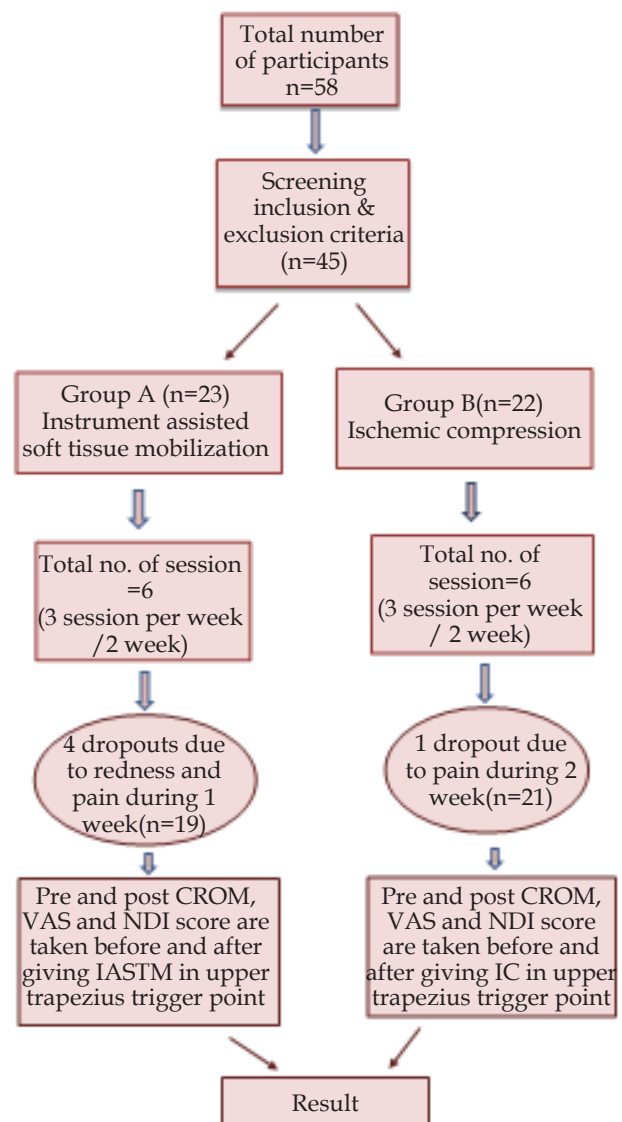 Total number
of participants
n=58
Screening
inclusion &
exclusion criteria
(n=45)
Group A (n=23)
Instrument assisted
soft tissue mobilization
Group B(n=22)
Ischemic compression
Total no. of session
=6
(3 session per week
/2 week)
Total no. of
session=6
(3 session per week
/ 2 week)
4 dropouts due
to redness and
pain during 1
week(n=19)
1 dropout due
to pain during 2
week(n=21)
Pre and post CROM,
VAS and NDI score are
taken before and after
giving IASTM in upper
trapezius trigger point
Pre and post CROM,
VAS and NDI score
are taken before and
after giving IC in upper
trapezius trigger point
Result